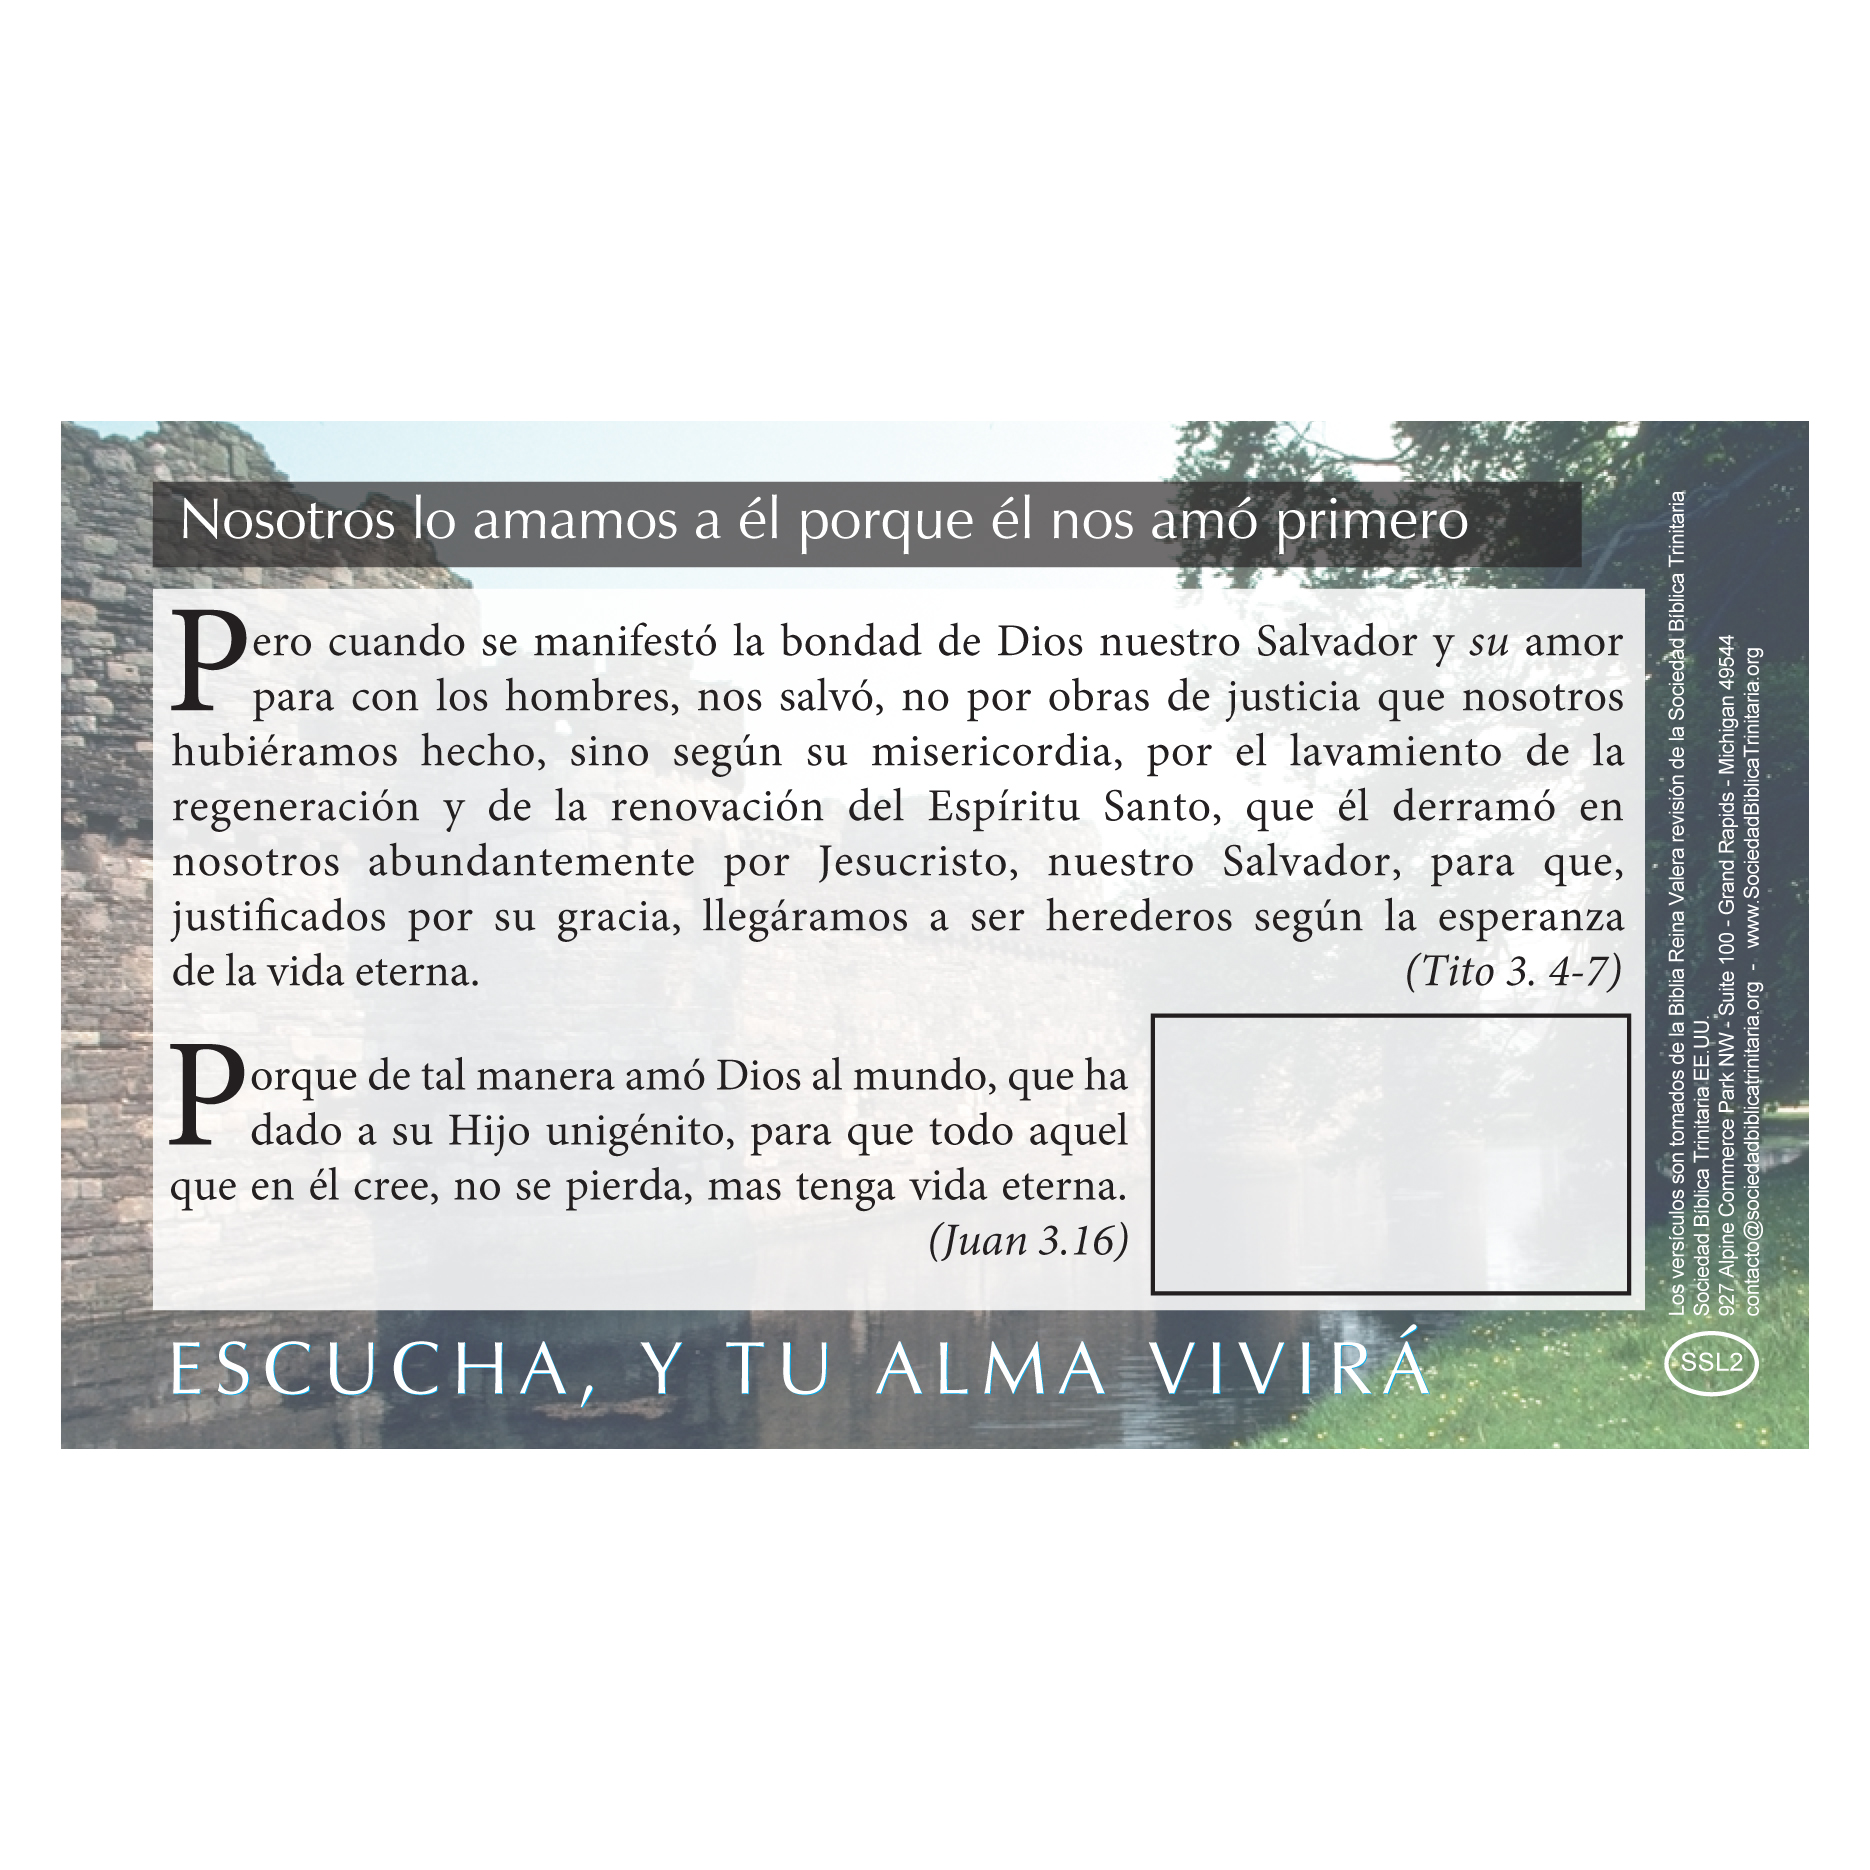 Nosotros lo amamos a él porque él nos amó primero
Pero cuando se manifestó la bondad de Dios nuestro Salvador y su amor
para con los hombres, nos salvó, no por obras de justicia que nosotros
hubiéramos hecho, sino según su misericordia, por el lavamiento de la
regeneración y de la renovación del Espíritu Santo, que él derramó en
nosotros abundantemente por Jesucristo, nuestro Salvador, para que,
justificados por su gracia, llegáramos a ser herederos según la esperanza
de la vida eterna. (Tito 3. 4-7)
Porque de tal manera amó Dios al mundo, que ha
dado a su Hijo unigénito, para que todo aquel
que en él cree, no se pierda, mas tenga vida eterna.
(Juan 3.16)
ESCUCHA, Y TU ALMA VIVIRÁ
Los versículos son tomados de la Biblia Reina Valera revisión de la Sociedad Bíblica Trinitaria
Sociedad Bíblica Trinitaria EE.UU.
927 Alpine Commerce Park NW - Suite 100 - Grand Rapids - Michigan 49544
contacto@sociedadbiblicatrinitaria.org - www.SociedadBiblicaTrinitaria.org
SSL2